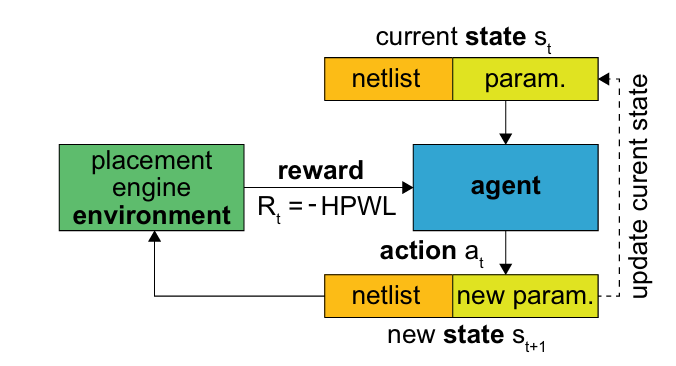 current state s_t
netlist param.
placement
engine
environment
reward
R_t = -HPWL
agent
action a_t
netlist new param.
new state s_t+1
update curent state